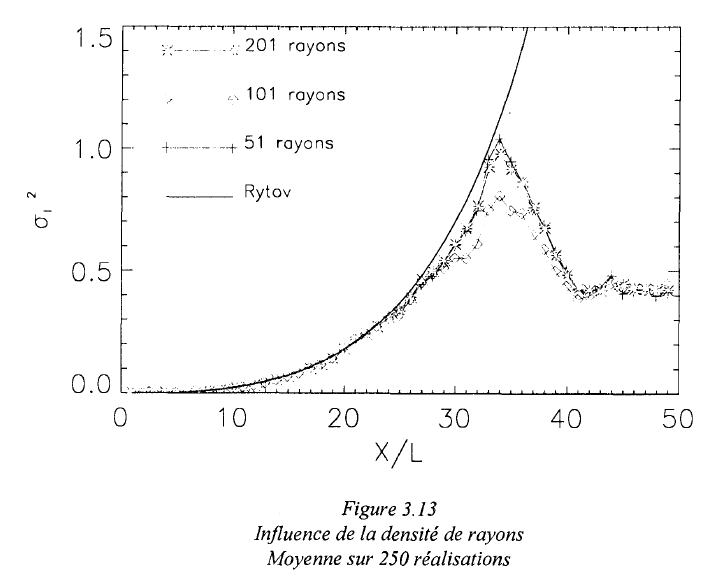 1.5
201 rayons
101 rayons
51 rayons
Rytov
1.0
0.5
0.0
σI²
0 10 20 30 40 50
X/L
Figure 3.13
Influence de la densité de rayons
Moyenne sur 250 réalisations